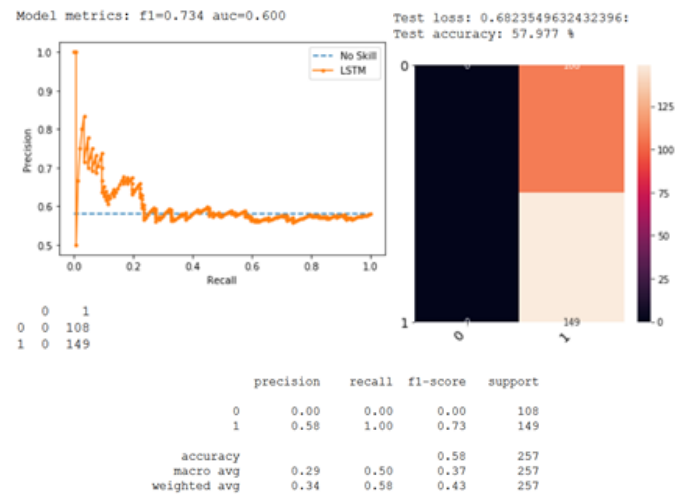 Model metrics: f1=0.734 auc=0.600
Test loss: 0.6823549632432396:
Test accuracy: 57.977 %
No Skill
LSTM
1.0
0.9
0.8
0.7
0.6
0.5
Precision
0.0 0.2 0.4 0.6 0.8 1.0
Recall
0
1
0 108
0 149
0 1
125
100
75
50
25
0
0 1
0 0 108
1 0 149
precision recall f1-score support
0 0.00 0.00 0.00 108
1 0.58 1.00 0.73 149
accuracy 0.58 257
macro avg 0.29 0.50 0.37 257
weighted avg 0.34 0.58 0.43 257